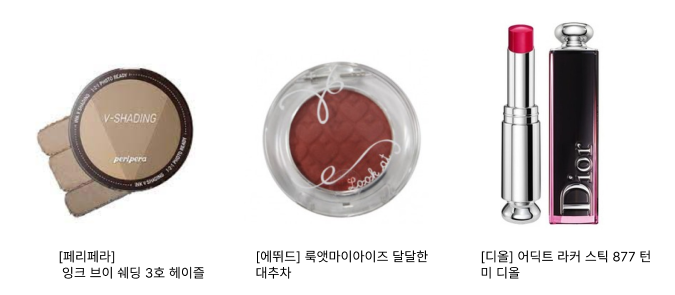 V-SHADING
peripera
Look at
Dior
[페리페라]
잉크 브이 쉐딩 3호 헤이즐
[에뛰드] 룩앳마이아이즈 달달한
대추차
[디올] 어딕트 라커 스틱 877 턴
미 디올